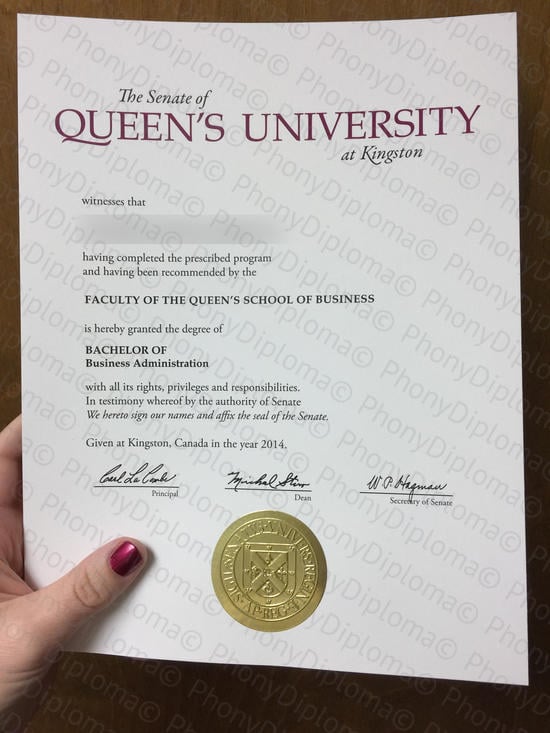 The Senate of
QUEEN'S UNIVERSITY
at Kingston
witnesses that
having completed the prescribed program
and having been recommended by the
FACULTY OF THE QUEEN'S SCHOOL OF BUSINESS
is hereby granted the degree of
BACHELOR OF
Business Administration
with all its rights, privileges and responsibilities.
In testimony whereof by the authority of Senate
We hereto sign our names and affix the seal of the Senate.
Given at Kingston, Canada in the year 2014.
Principal
Dean
Secretary of Senate
PhonyDiploma©